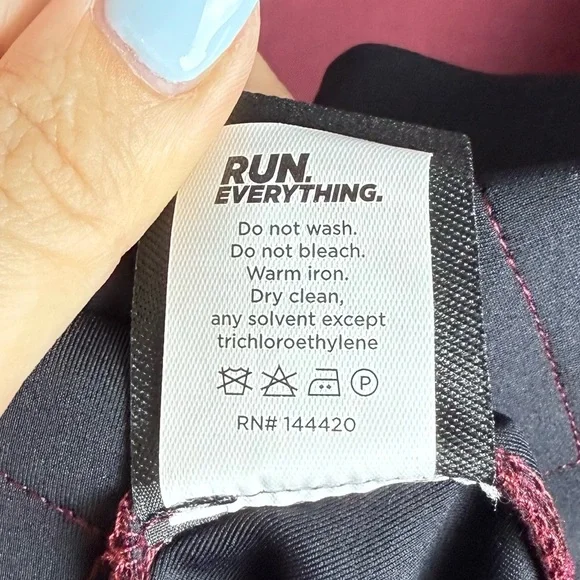 RUN.
EVERYTHING.
Do not wash.
Do not bleach.
Warm iron.
Dry clean,
any solvent except
trichloroethylene
P
RN# 144420